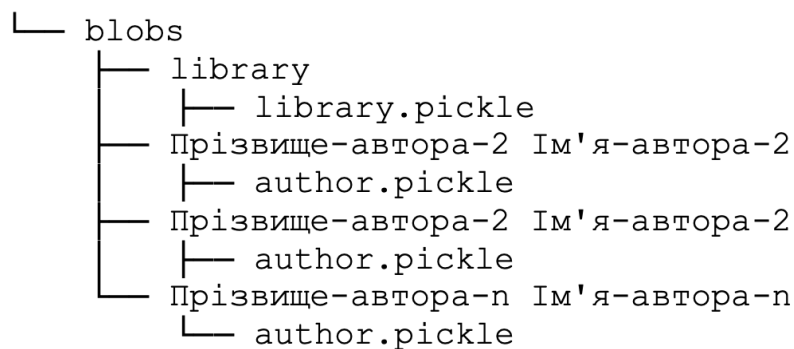 └── blobs
    ├── library
    │   ├── library.pickle
    ├── Прізвище-автора-2 Ім'я-автора-2
    │   ├── author.pickle
    ├── Прізвище-автора-2 Ім'я-автора-2
    │   ├── author.pickle
    └── Прізвище-автора-n Ім'я-автора-n
        └── author.pickle